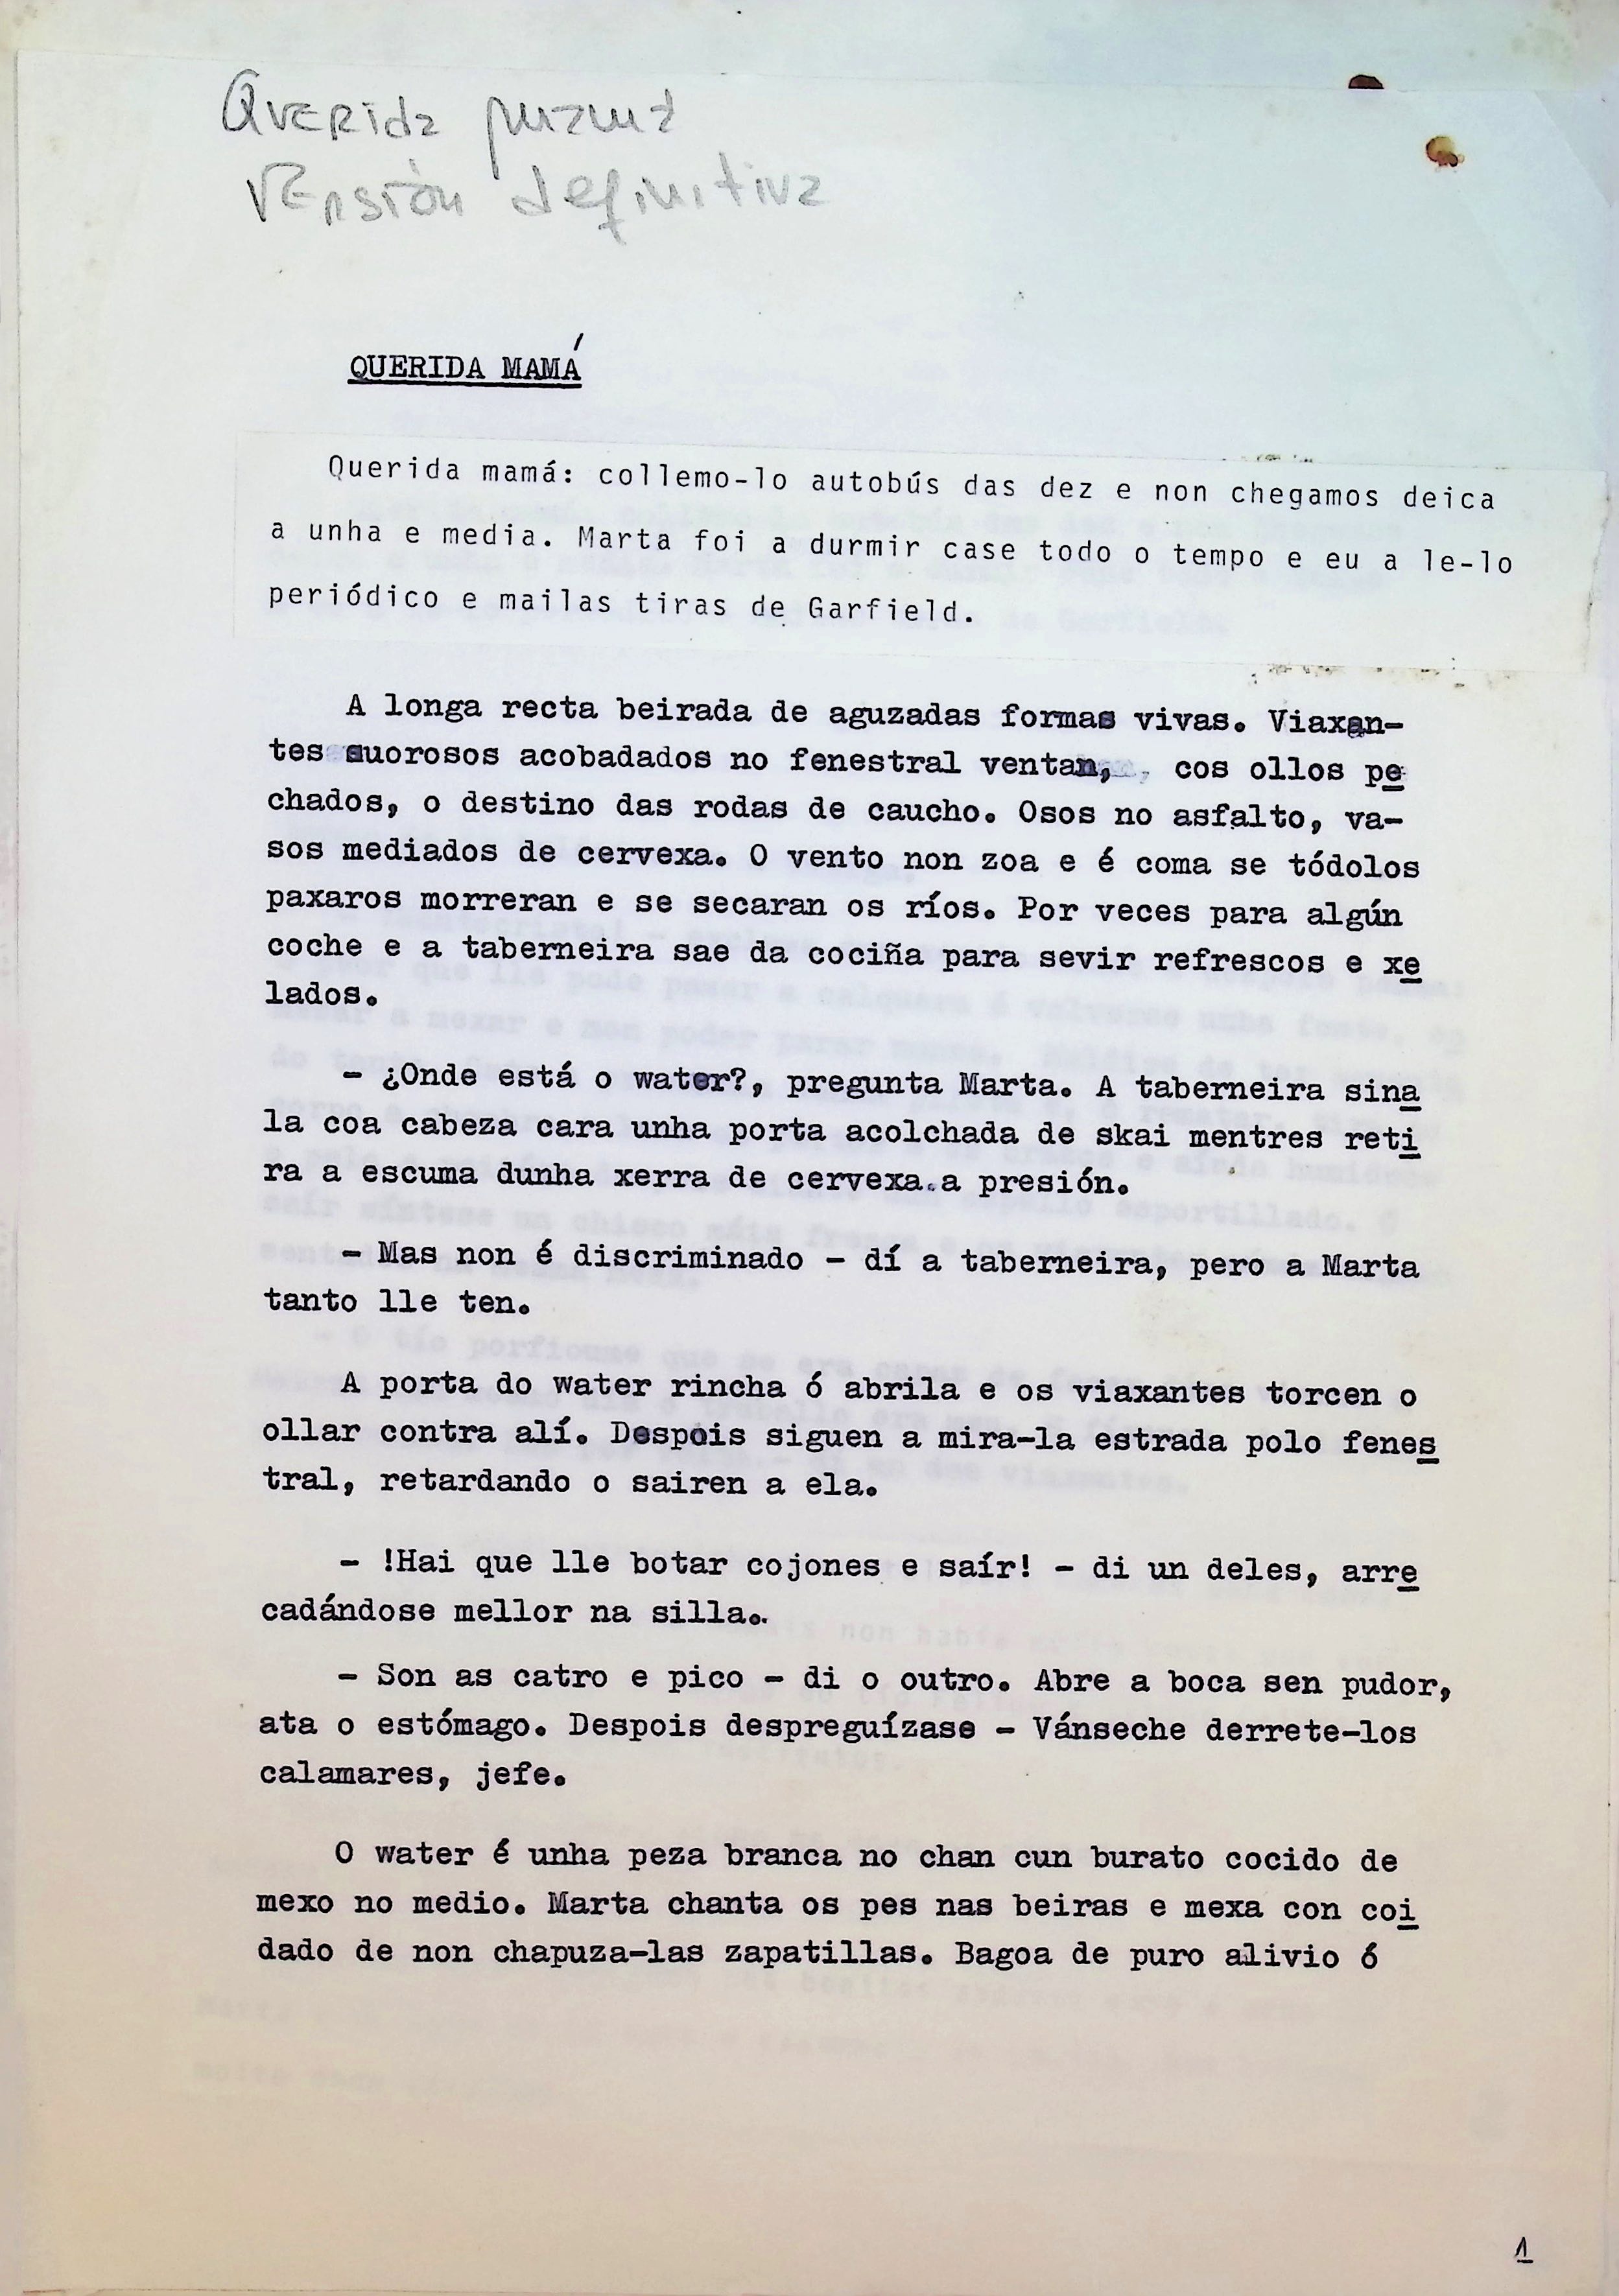 Querida mamá
Versión definitiva
QUERIDA MAMÁ
Querida mamá: collemo-lo autobús das dez e non chegamos deica
a unha e media. Marta foi a durmir case todo o tempo e eu a le-lo
periódico e mailas tiras de Garfield.
A longa recta beirada de aguzadas formas vivas. Viaxan-
tes suorosos acobadados no fenestral ventan, cos ollos pe
chados, o destino das rodas de caucho. Osos no asfalto, va-
sos mediados de cervexa. O vento non zoa e é coma se tódolos
paxaros morreran e se secaran os ríos. Por veces para algún
coche e a taberneira sae da cociña para sevir refrescos e xe
lados.
- ¿Onde está o water?, pregunta Marta. A taberneira sina
la coa cabeza cara unha porta acolchada de skai mentres reti
ra a escuma dunha xerra de cervexa.a presión.
- Mas non é discriminado - dí a taberneira, pero a Marta
tanto lle ten.
A porta do water rincha ó abrila e os viaxantes torcen o
ollar contra alí. Despois siguen a mira-la estrada polo fenes
tral, retardando o sairen a ela.
- !Hai que lle botar cojones e saír! - di un deles, arre
cadándose mellor na silla..
- Son as catro e pico - di o outro. Abre a boca sen pudor,
ata o estómago. Despois despreguízase - Vánseche derrete-los
calamares, jefe.
O water é unha peza branca no chan cun burato cocido de
mexo no medio. Marta chanta os pes nas beiras e mexa con coi
dado de non chapuza-las zapatillas. Bagoa de puro alivio ó
1